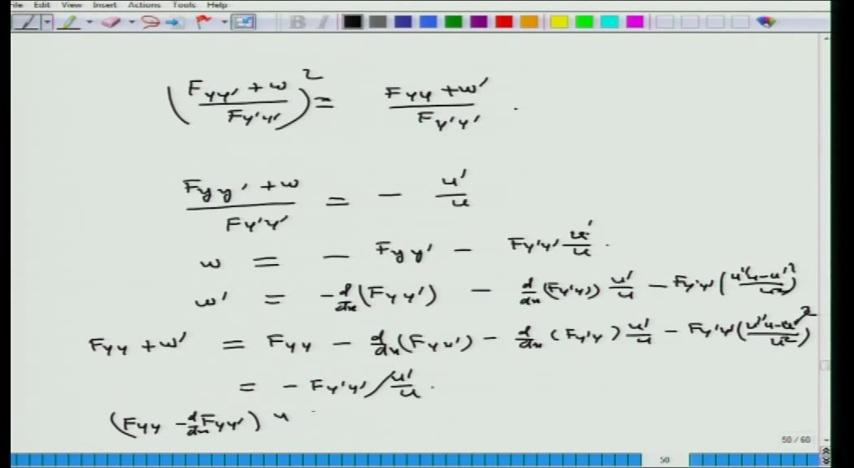 File Edit View Insert Actions Tools Help
(F_{yy'} + w / F_{y'y'})^2 = F_{yy} + w' / F_{y'y'} .
F_{yy'} + w / F_{y'y'} = - u' / u
w = - F_{yy'} - F_{y'y'} u' / u .
w' = - d/dx (F_{yy'}) - d/dx (F_{y'y'}) u' / u - F_{y'y'} (u''u - u'^2 / u^2)
F_{yy} + w' = F_{yy} - d/dx (F_{yy'}) - d/dx (F_{y'y'}) u' / u - F_{y'y'} (u''u - u'^2 / u^2)
= - F_{y'y'} / u' / u .
(F_{yy} - d/dx F_{yy'}) u
50 / 60
50